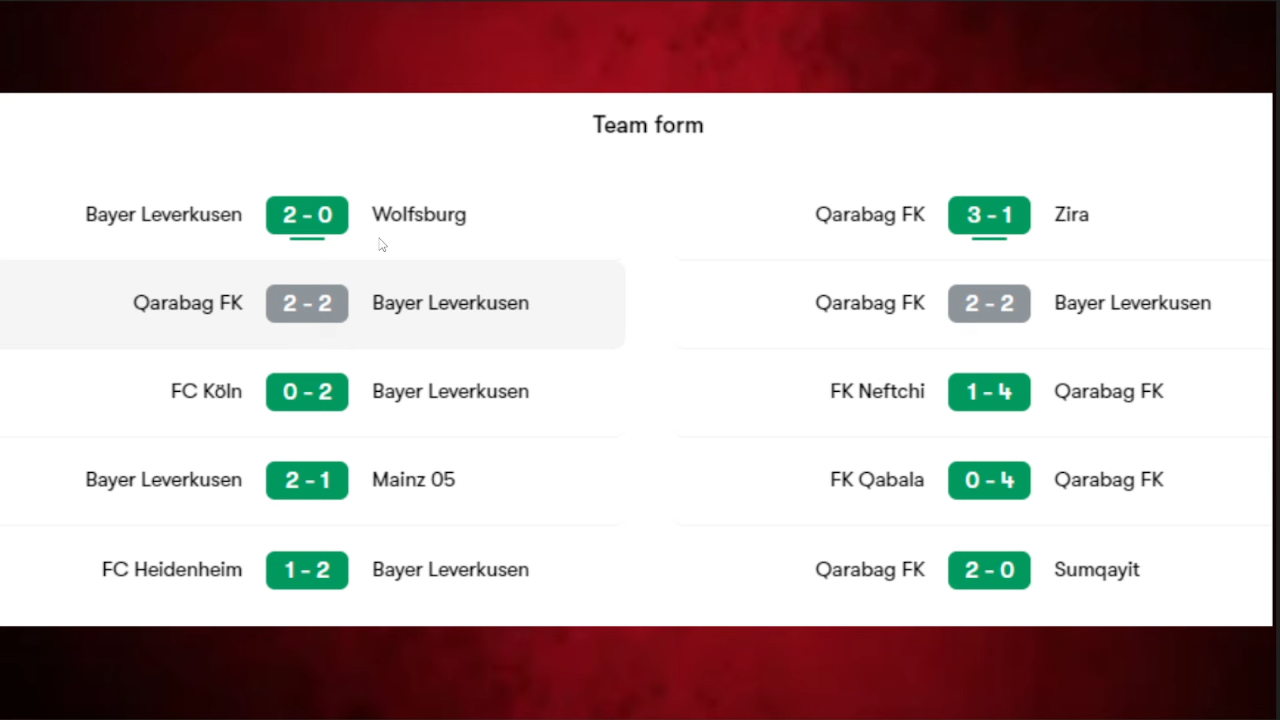 Team form
Bayer Leverkusen 2 - 0 Wolfsburg
Qarabag FK 2 - 2 Bayer Leverkusen
FC Köln 0 - 2 Bayer Leverkusen
Bayer Leverkusen 2 - 1 Mainz 05
FC Heidenheim 1 - 2 Bayer Leverkusen
Qarabag FK 3 - 1 Zira
Qarabag FK 2 - 2 Bayer Leverkusen
FK Neftchi 1 - 4 Qarabag FK
FK Qabala 0 - 4 Qarabag FK
Qarabag FK 2 - 0 Sumqayit